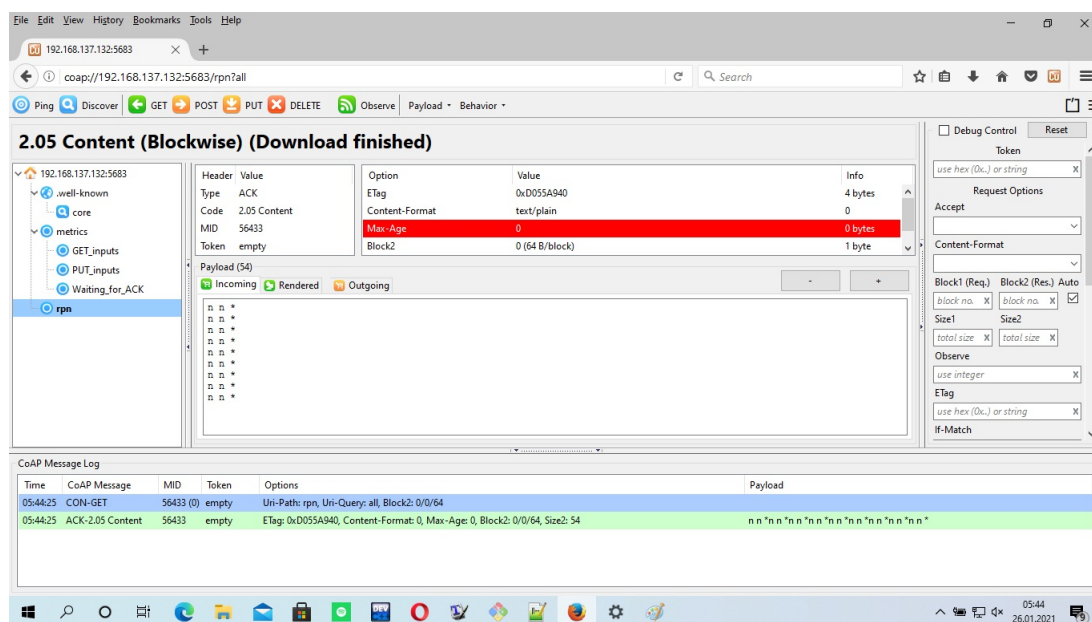 File Edit View History Bookmarks Tools Help
192.168.137.132:5683
coap://192.168.137.132:5683/rpn?all
Search
Ping Discover GET POST PUT DELETE Observe Payload Behavior
2.05 Content (Blockwise) (Download finished)
192.168.137.132:5683
.well-known
core
metrics
GET_inputs
PUT_inputs
Waiting_for_ACK
rpn
Header Value
Type ACK
Code 2.05 Content
MID 56433
Token empty
Option Value Info
ETag 0xD055A940 4 bytes
Content-Format text/plain 0
Max-Age 0 0 bytes
Block2 0 (64 B/block) 1 byte
Payload (54)
Incoming Rendered Outgoing
- +
n n *
n n *
n n *
n n *
n n *
n n *
n n *
n n *
n n *
Debug Control Reset
Token
use hex (0x..) or string x
Request Options
Accept
Content-Format
Block1 (Req.) Block2 (Res.) Auto
block no. x block no. x
Size1 Size2
total size x total size x
Observe
use integer x
ETag
use hex (0x..) or string x
If-Match
CoAP Message Log
Time CoAP Message MID Token Options Payload
05:44:25 CON-GET 56433 (0) empty Uri-Path: rpn, Uri-Query: all, Block2: 0/0/64
05:44:25 ACK-2.05 Content 56433 empty ETag: 0xD055A940, Content-Format: 0, Max-Age: 0, Block2: 0/0/64, Size2: 54 n n *n n *n n *n n *n n *n n *n n *n n *n n *
DEV
05:44
26.01.2021